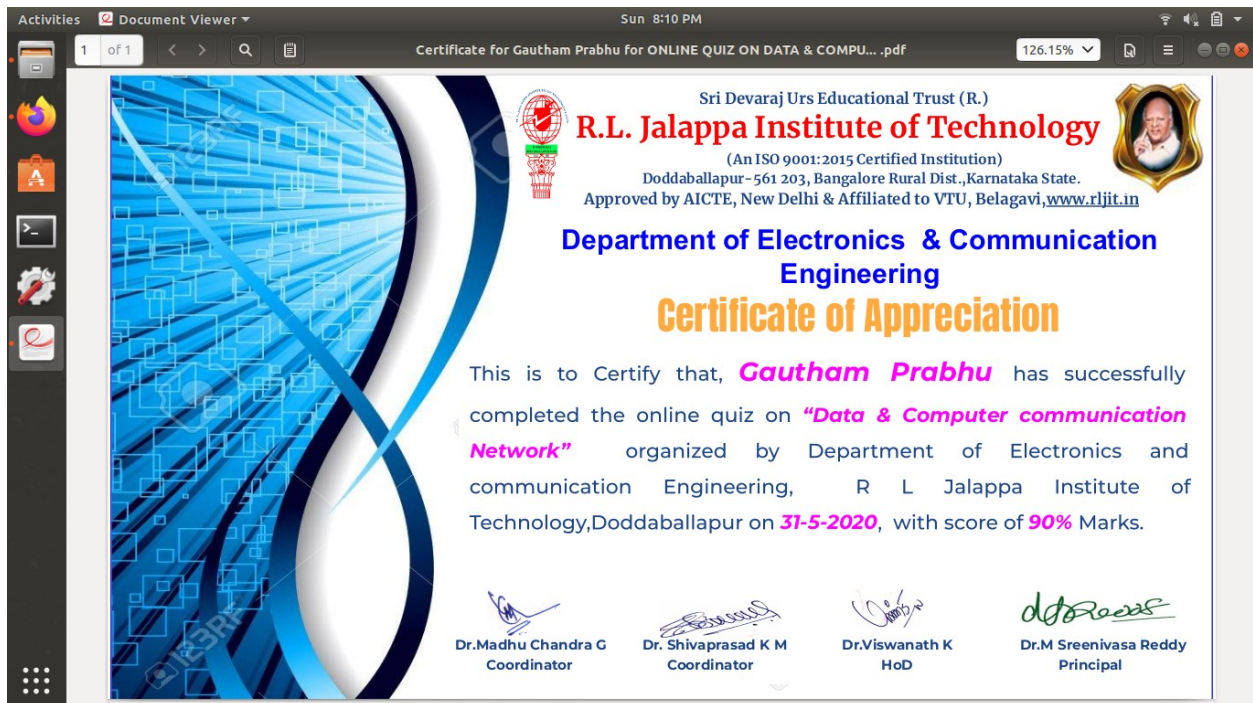 Activities Document Viewer Sun 8:10 PM
1 of 1 Certificate for Gautham Prabhu for ONLINE QUIZ ON DATA & COMPU... .pdf 126.15%
Sri Devaraj Urs Educational Trust (R.)
R.L. Jalappa Institute of Technology
(An ISO 9001:2015 Certified Institution)
Doddaballapur-561 203, Bangalore Rural Dist.,Karnataka State.
Approved by AICTE, New Delhi & Affiliated to VTU, Belagavi,www.rljit.in
Department of Electronics & Communication
Engineering
Certificate of Appreciation
This is to Certify that, Gautham Prabhu has successfully
completed the online quiz on “Data & Computer communication
Network” organized by Department of Electronics and
communication Engineering, R L Jalappa Institute of
Technology,Doddaballapur on 31-5-2020, with score of 90% Marks.
Dr.Madhu Chandra G Dr. Shivaprasad K M Dr.Viswanath K Dr.M Sreenivasa Reddy
Coordinator Coordinator HoD Principal
123RF